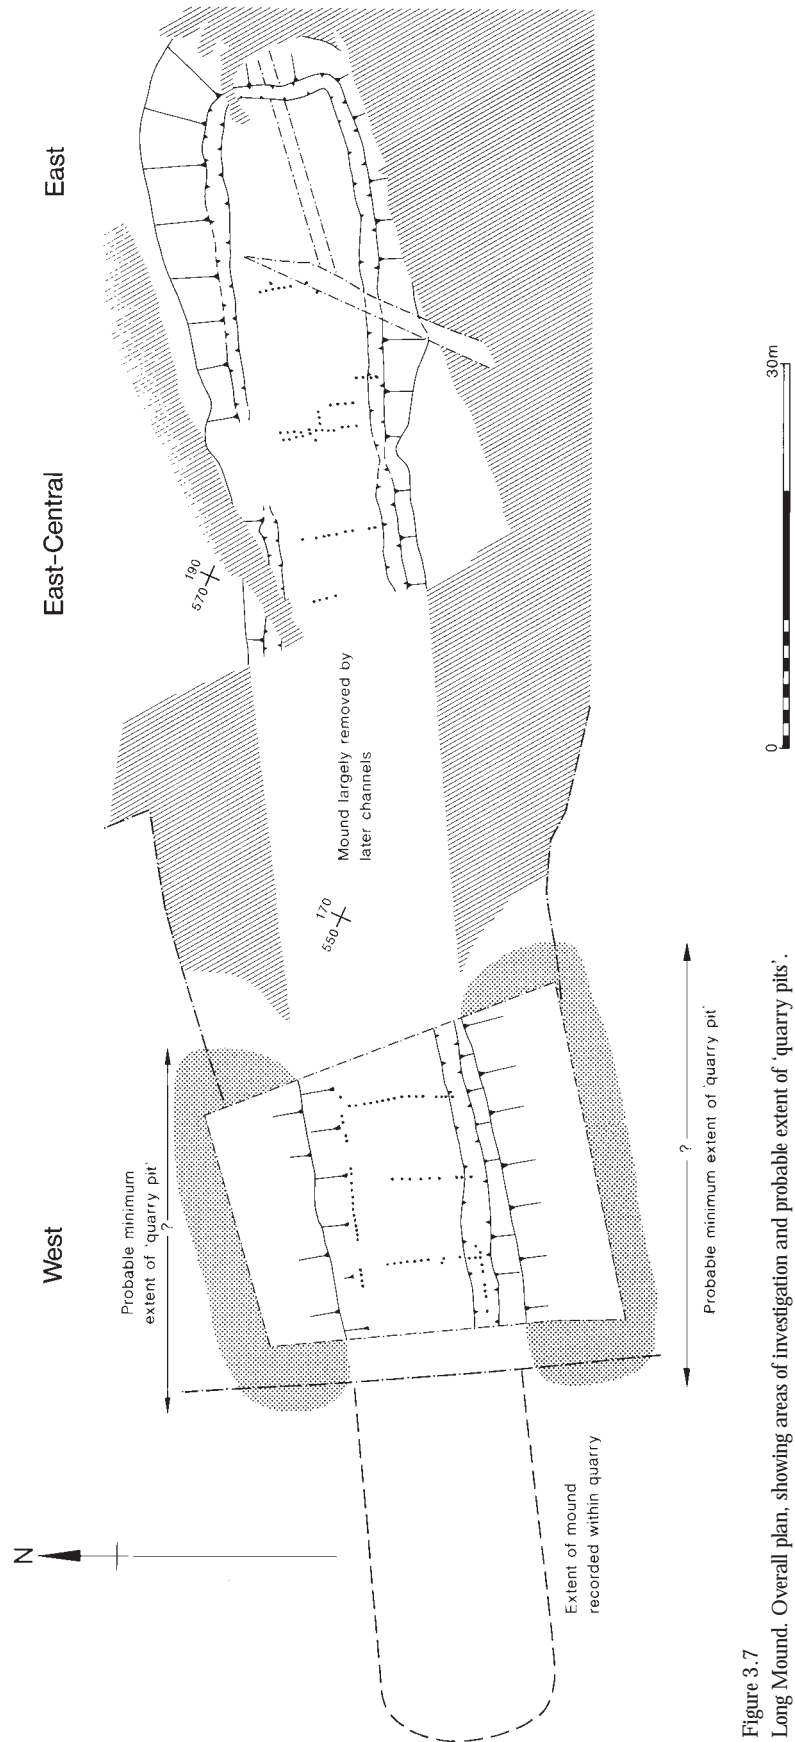 N
West
East-Central
East
Probable minimum
extent of 'quarry pit'
?
190
570
170
550
Mound largely removed by
later channels
Extent of mound
recorded within quarry
?
Probable minimum extent of 'quarry pit'
0
30m
Figure 3.7
Long Mound. Overall plan, showing areas of investigation and probable extent of 'quarry pits'.